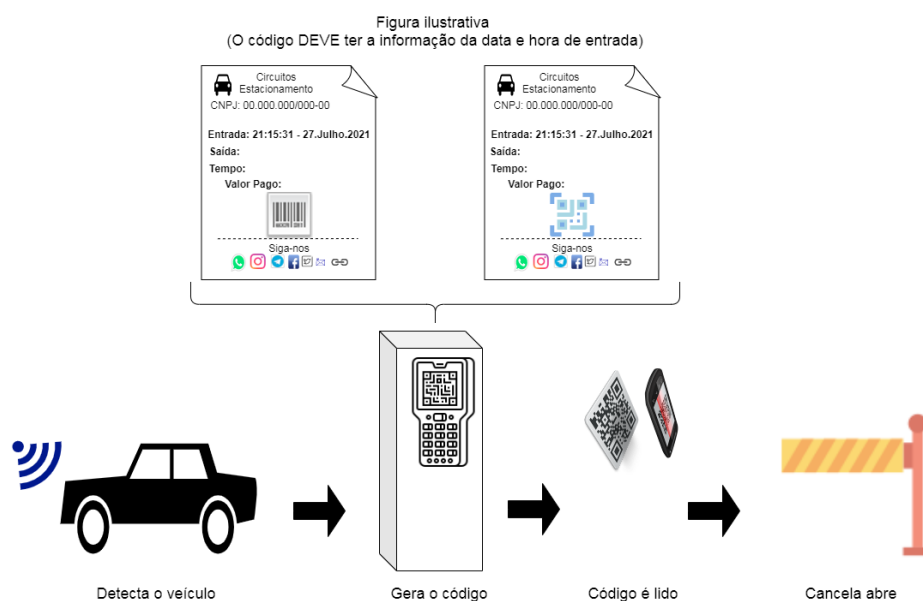 Figura ilustrativa
(O código DEVE ter a informação da data e hora de entrada)
Circuitos
Estacionamento
CNPJ: 00.000.000/000-00
Entrada: 21:15:31 - 27.Julho.2021
Saída:
Tempo:
Valor Pago:
Siga-nos
Circuitos
Estacionamento
CNPJ: 00.000.000/000-00
Entrada: 21:15:31 - 27.Julho.2021
Saída:
Tempo:
Valor Pago:
Siga-nos
Detecta o veículo
Gera o código
Código é lido
Cancela abre